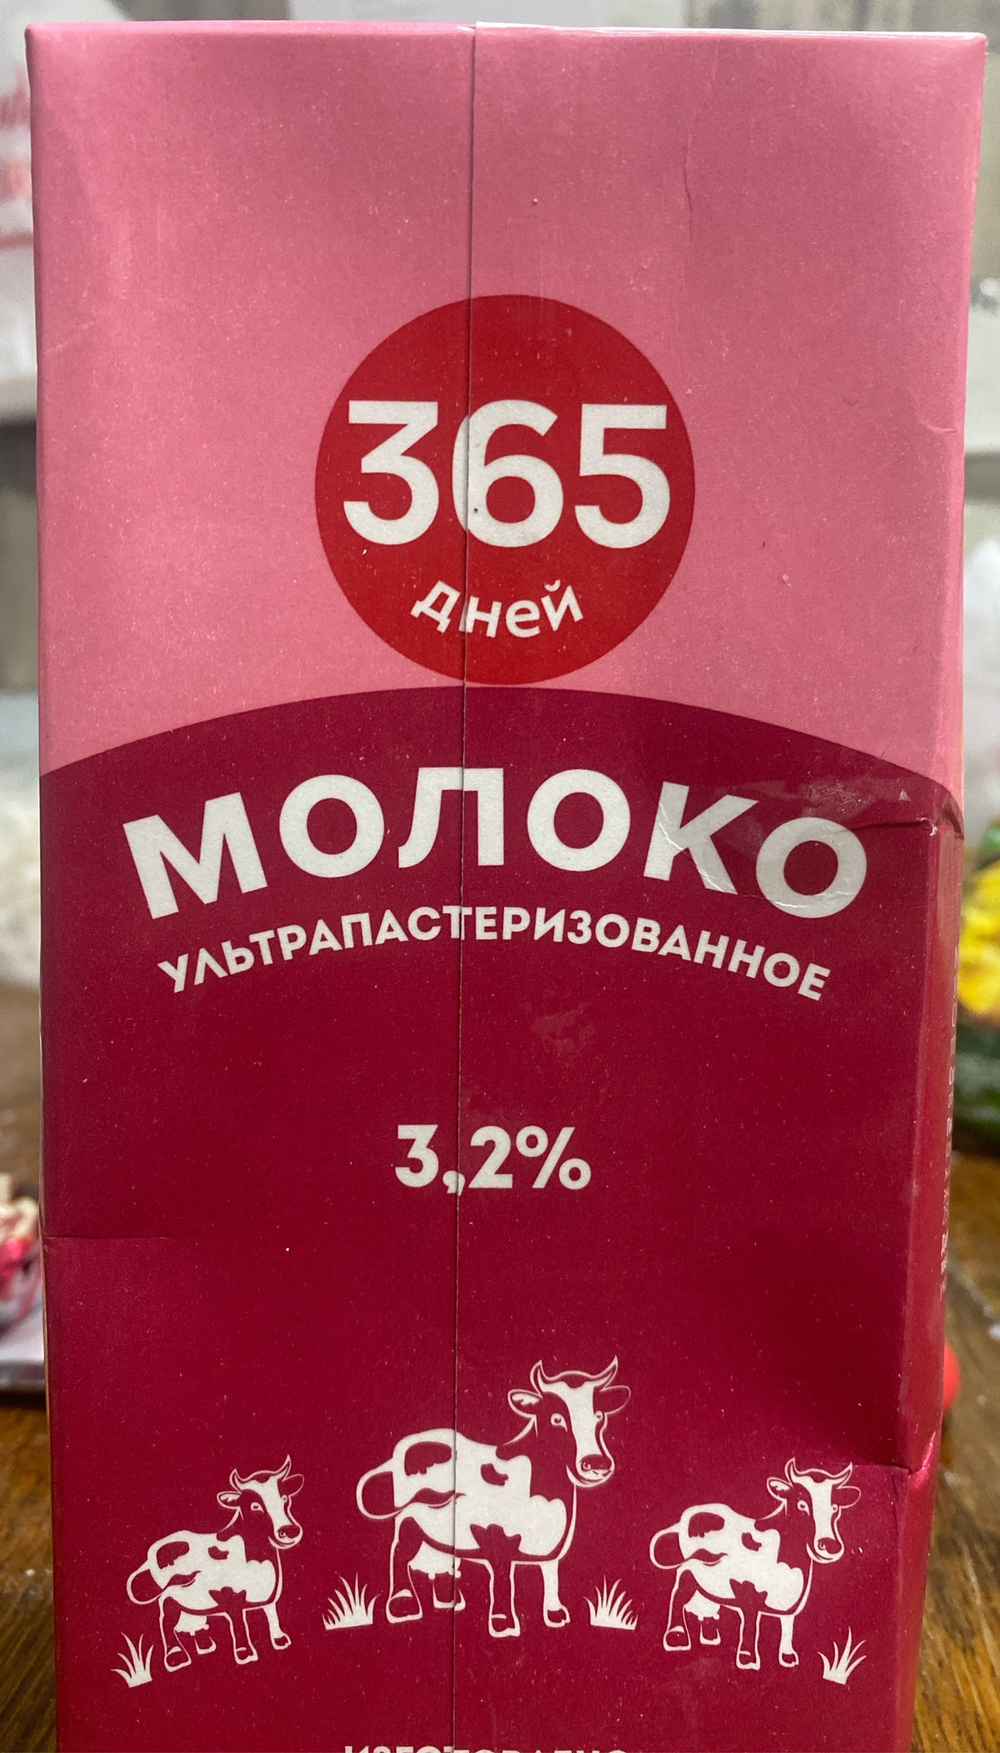 365
дней
МОЛОКО
УЛЬТРАПАСТЕРИЗОВАННОЕ
3,2%